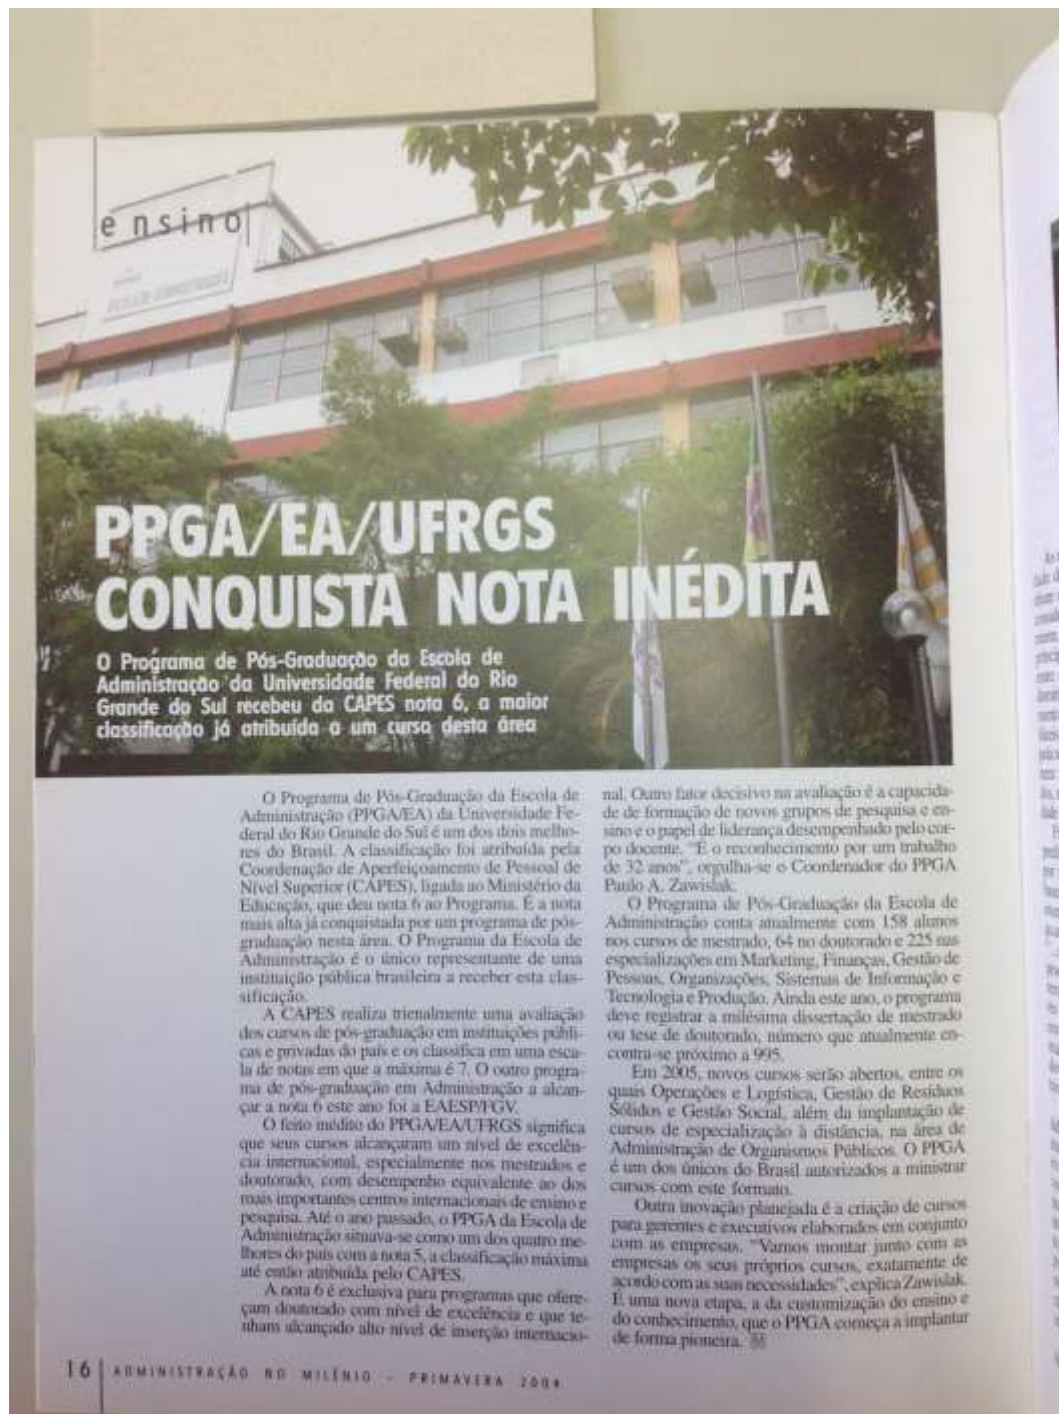 ensino
PPGA/EA/UFRGS
CONQUISTA NOTA INÉDITA
O Programa de Pós-Graduação da Escola de
Administração da Universidade Federal do Rio
Grande do Sul recebeu da CAPES nota 6, a maior
classificação já atribuída a um curso desta área
O Programa de Pós-Graduação da Escola de
Administração (PPGA/EA) da Universidade Fe-
deral do Rio Grande do Sul é um dos dois melho-
res do Brasil. A classificação foi atribuída pela
Coordenação de Aperfeiçoamento de Pessoal de
Nível Superior (CAPES), ligada ao Ministério da
Educação, que deu nota 6 ao Programa. É a nota
mais alta já conquistada por um programa de pós-
graduação nesta área. O Programa da Escola de
Administração é o único representante de uma
instituição pública brasileira a receber esta clas-
sificação.
A CAPES realiza trienalmente uma avaliação
dos cursos de pós-graduação em instituições públi-
cas e privadas do país e os classifica em uma esca-
la de notas em que a máxima é 7. O outro progra-
ma de pós-graduação em Administração a alcan-
çar a nota 6 este ano foi a EAESP/FGV.
O feito inédito do PPGA/EA/UFRGS significa
que seus cursos alcançaram um nível de excelên-
cia internacional, especialmente nos mestrados e
doutorado, com desempenho equivalente ao dos
mais importantes centros internacionais de ensino e
pesquisa. Até o ano passado, o PPGA da Escola de
Administração situava-se como um dos quatro me-
lhores do país com a nota 5, a classificação máxima
até então atribuída pelo CAPES.
A nota 6 é exclusiva para programas que ofere-
çam doutorado com nível de excelência e que te-
nham alcançado alto nível de inserção internacio-
nal. Outro fator decisivo na avaliação é a capacida-
de de formação de novos grupos de pesquisa e en-
sino e o papel de liderança desempenhado pelo cor-
po docente. "É o reconhecimento por um trabalho
de 32 anos", orgulha-se o Coordenador do PPGA
Paulo A. Zawislak.
O Programa de Pós-Graduação da Escola de
Administração conta atualmente com 158 alunos
nos cursos de mestrado, 64 no doutorado e 225 nas
especializações em Marketing, Finanças, Gestão de
Pessoas, Organizações, Sistemas de Informação e
Tecnologia e Produção. Ainda este ano, o programa
deve registrar a milésima dissertação de mestrado
ou tese de doutorado, número que atualmente en-
contra-se próximo a 995.
Em 2005, novos cursos serão abertos, entre os
quais Operações e Logística, Gestão de Resíduos
Sólidos e Gestão Social, além da implantação de
cursos de especialização à distância, na área de
Administração de Organismos Públicos. O PPGA
é um dos únicos do Brasil autorizados a ministrar
cursos com este formato.
Outra inovação planejada é a criação de cursos
para gerentes e executivos elaborados em conjunto
com as empresas. "Vamos montar junto com as
empresas os seus próprios cursos, exatamente de
acordo com as suas necessidades", explica Zawislak.
É uma nova etapa, a da customização do ensino e
do conhecimento, que o PPGA começa a implantar
de forma pioneira.
16 ADMINISTRAÇÃO NO MILÊNIO - PRIMAVERA 2004